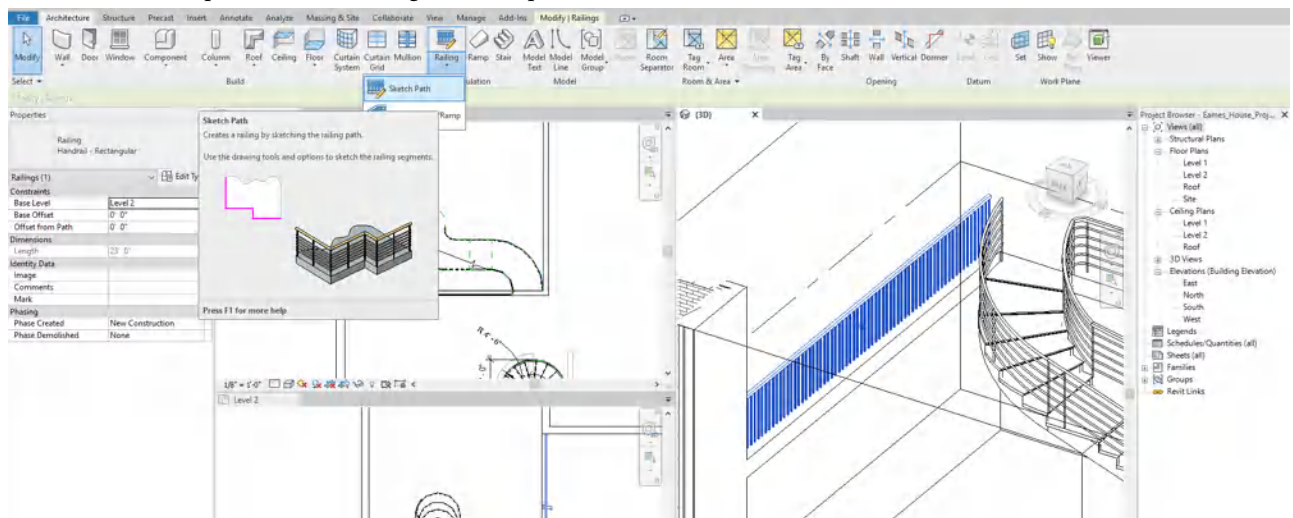 File Architecture Structure Precast Insert Annotate Analyze Massing & Site Collaborate View Manage Add-Ins Modify | Railings
Modify Wall Door Window Component Column Roof Ceiling Floor Curtain System Curtain Grid Mullion Railing Ramp Stair Model Text Model Line Model Group Room Separator Tag Room Area Tag Area By Face Shaft Wall Vertical Dormer Set Show Viewer
Select Build Model Room & Area Opening Datum Work Plane
Sketch Path
Ramp
Properties
Railing
Handrail - Rectangular
Railings (1) Edit Ty
Constraints
Base Level Level 2
Base Offset 0' 0"
Offset from Path 0' 0"
Dimensions
Length 23' 0"
Identity Data
Image
Comments
Mark
Phasing
Phase Created New Construction
Phase Demolished None
Sketch Path
Creates a railing by sketching the railing path.
Use the drawing tools and options to sketch the railing segments.
Press F1 for more help
1/8" = 1'-0"
Level 2
{3D}
Project Browser - Eames_House_Proj...
Views (all)
Structural Plans
Floor Plans
Level 1
Level 2
Roof
Site
Ceiling Plans
Level 1
Level 2
Roof
3D Views
Elevations (Building Elevation)
East
North
South
West
Legends
Schedules/Quantities (all)
Sheets (all)
Families
Groups
Revit Links